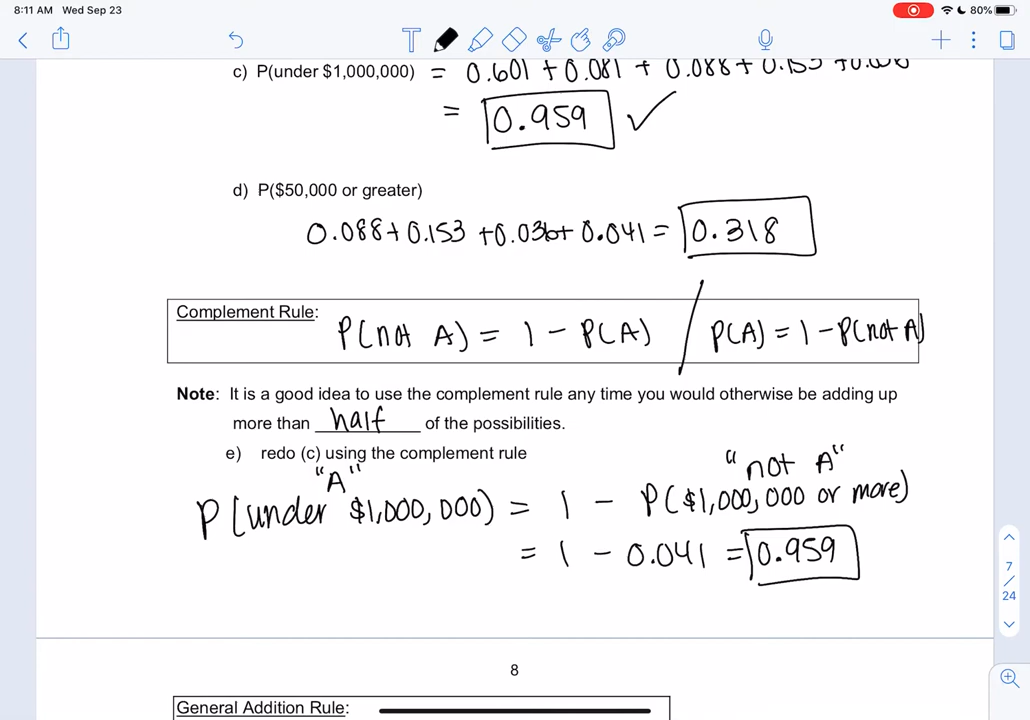 8:11 AM Wed Sep 23
80%
c) P(under $1,000,000) = 0.601 + 0.081 + 0.088 + 0.153 +0.036
= 0.959 ✓
d) P($50,000 or greater)
0.088+0.153 +0.036+ 0.041 = 0.318
Complement Rule: P(not A) = 1 - P(A) / P(A) = 1 - P(not A)
Note: It is a good idea to use the complement rule any time you would otherwise be adding up
more than half of the possibilities.
e) redo (c) using the complement rule
"A" "not A"
P(under $1,000,000) = 1 - P($1,000,000 or more)
= 1 - 0.041 = 0.959
7
/
24
8
General Addition Rule: